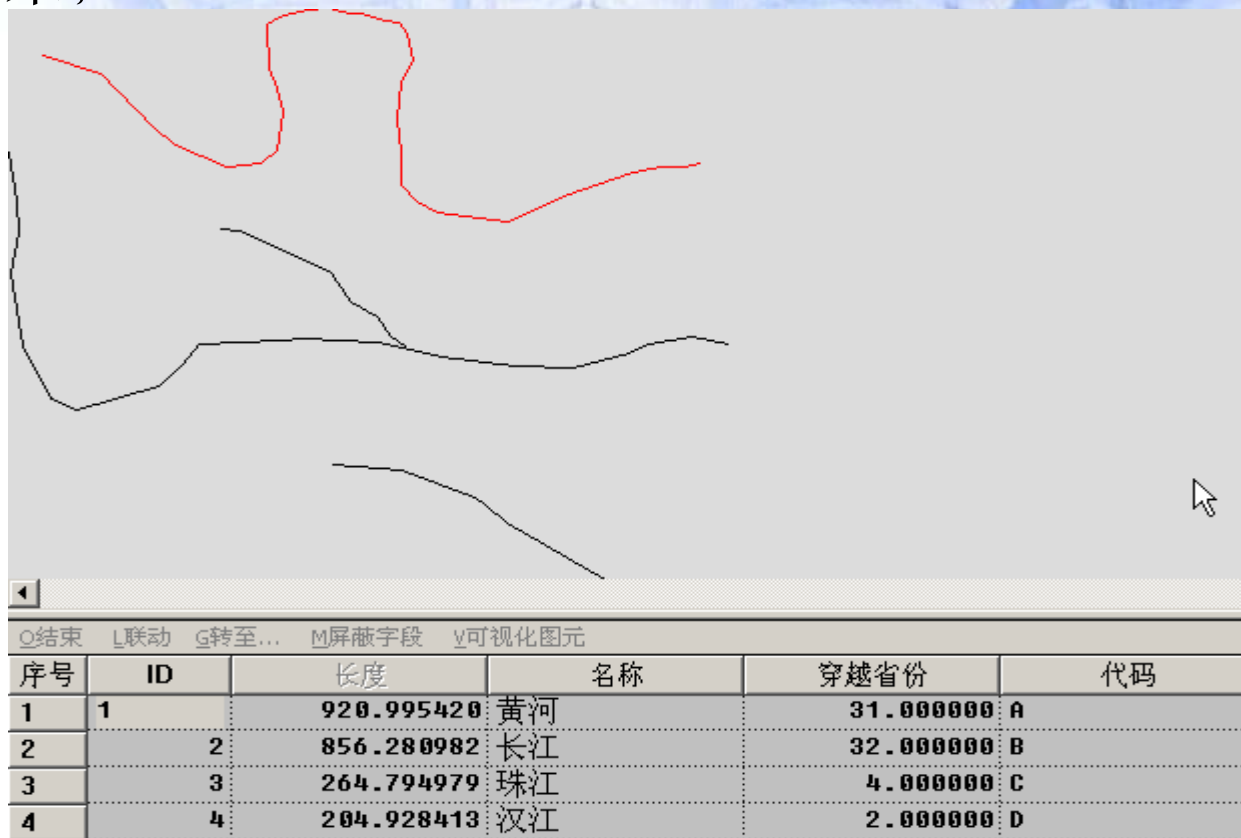 O结束 L联动 G转至... M屏蔽字段 V可视化图元
序号 ID 长度 名称 穿越省份 代码
1 1 920.995420 黄河 31.000000 A
2 2 856.280982 长江 32.000000 B
3 3 264.794979 珠江 4.000000 C
4 4 204.928413 汉江 2.000000 D